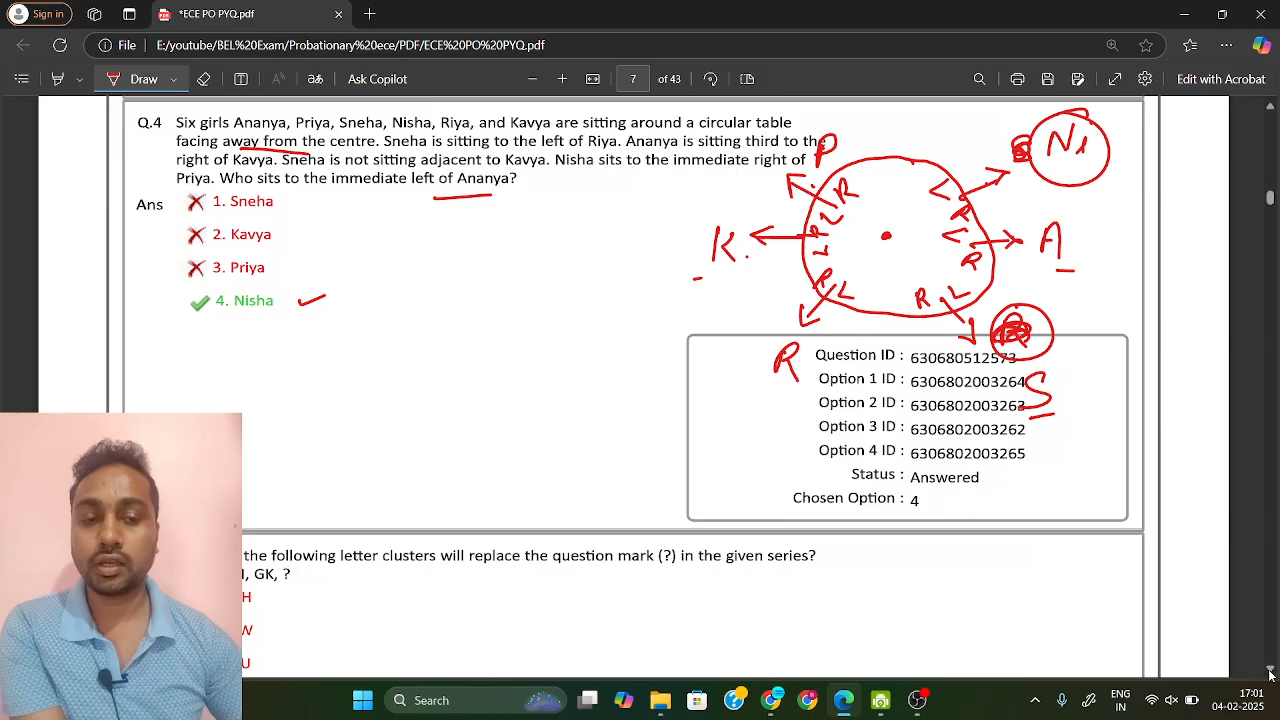 Sign in
*ECE PO PYQ.pdf
File
E:/youtube/BEL%20Exam/Probationary%20ece/PDF/ECE%20PO%20PYQ.pdf
Draw
Ask Copilot
7 of 43
Edit with Acrobat
Q.4 Six girls Ananya, Priya, Sneha, Nisha, Riya, and Kavya are sitting around a circular table
facing away from the centre. Sneha is sitting to the left of Riya. Ananya is sitting third to the
right of Kavya. Sneha is not sitting adjacent to Kavya. Nisha sits to the immediate right of
Priya. Who sits to the immediate left of Ananya?
Ans
1. Sneha
2. Kavya
3. Priya
4. Nisha
P
Ni
R
L
R
K
R
L
A
R
R
L
R
L
R
S
Question ID : 630680512573
Option 1 ID : 6306802003264
Option 2 ID : 6306802003263
Option 3 ID : 6306802003262
Option 4 ID : 6306802003265
Status : Answered
Chosen Option : 4
the following letter clusters will replace the question mark (?) in the given series?
, GK, ?
H
W
U
Search
ENG
IN
17:01
04-02-2025